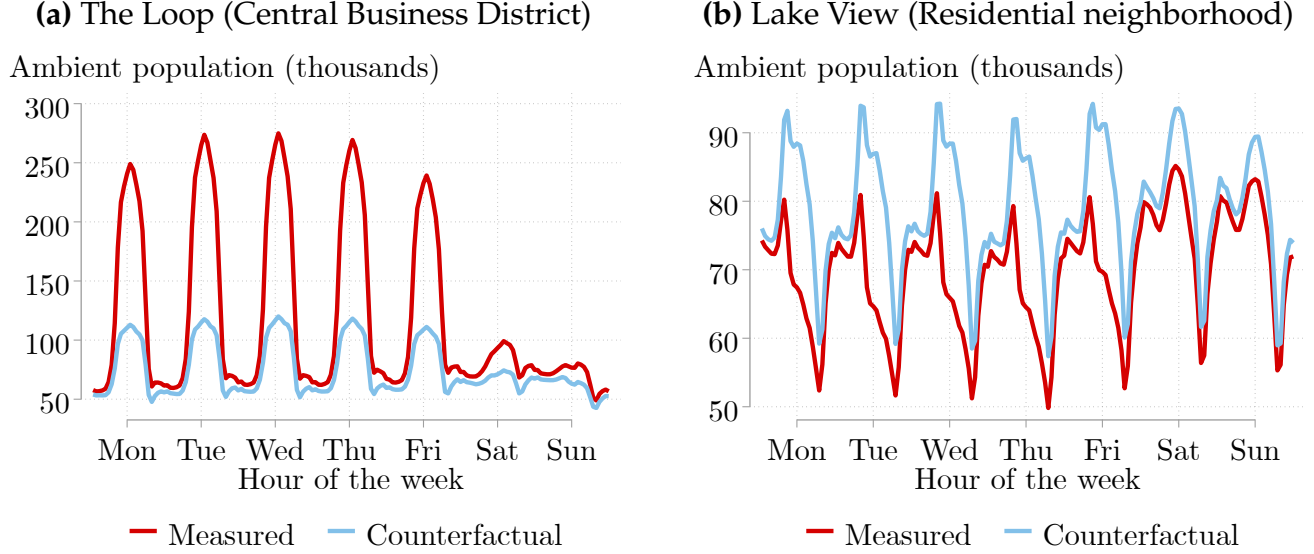 (a) The Loop (Central Business District)
Ambient population (thousands)
300
250
200
150
100
50
Mon Tue Wed Thu Fri Sat Sun
Hour of the week
Measured Counterfactual
(b) Lake View (Residential neighborhood)
Ambient population (thousands)
90
80
70
60
50
Mon Tue Wed Thu Fri Sat Sun
Hour of the week
Measured Counterfactual